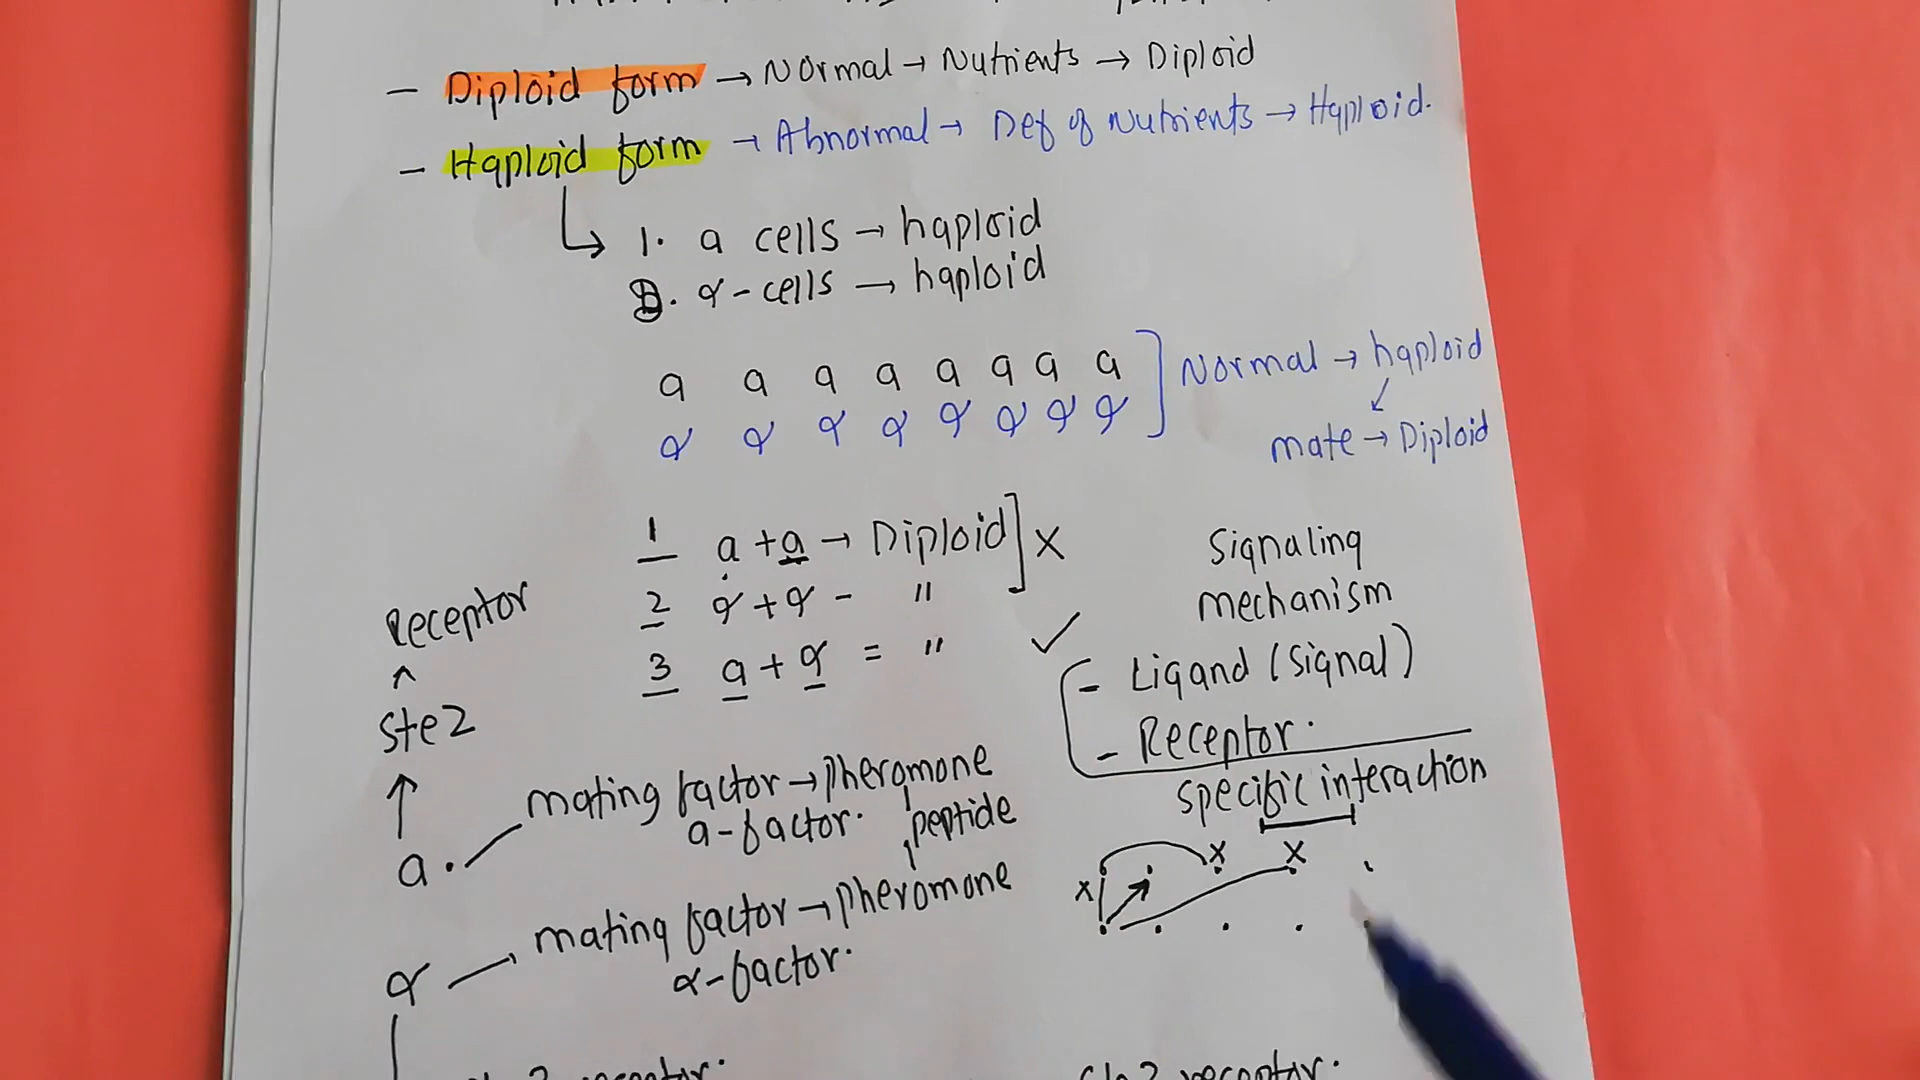 - Diploid form → Normal → Nutrients → Diploid
- Haploid form → Abnormal → Def of Nutrients → Haploid.
1. a cells → haploid
2. α-cells → haploid
a a a a a a a a ] Normal → haploid
α α α α α α α α
mate → Diploid
1 a + a → Diploid ] X
2 α + α - "
3 a + α = " ✓
Signaling
mechanism
- Ligand (Signal)
- Receptor.
specific interaction
X X X
Receptor
↑
Ste2
↑
a.
mating factor → pheromone
a-factor.
peptide
α
mating factor → pheromone
α-factor.
receptor.
receptor.